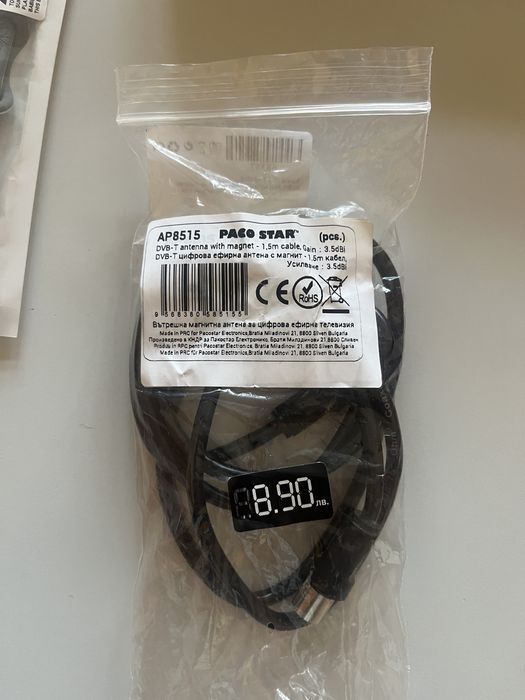 AP8515 PACO STAR™ (pcs.)
DVB-T antenna with magnet - 1,5m cable, Gain : 3.5dBi
DVB-T цифрова ефирна антена с магнит - 1,5m кабел,
Усилване : 3.5dBi
9 568360 585155
CE RoHS
Вътрешна магнитна антена за цифрова ефирна телевизия
Made in PRC for Pacostar Electronics,Bratia Miladinovi 21, 8800 Sliven Bulgaria
Произведено в КНДР за Пакостар Електроникс, Братя Миладинови 21,8800 Сливен
Produs in RPC pentru Pacostar Electronics,Bratia Miladinovi 21, 8800 Sliven Bulgaria
Made in PRC für Pacostar Electronics,Bratia Miladinovi 21, 8800 Sliven Bulgaria
8.90 лв.